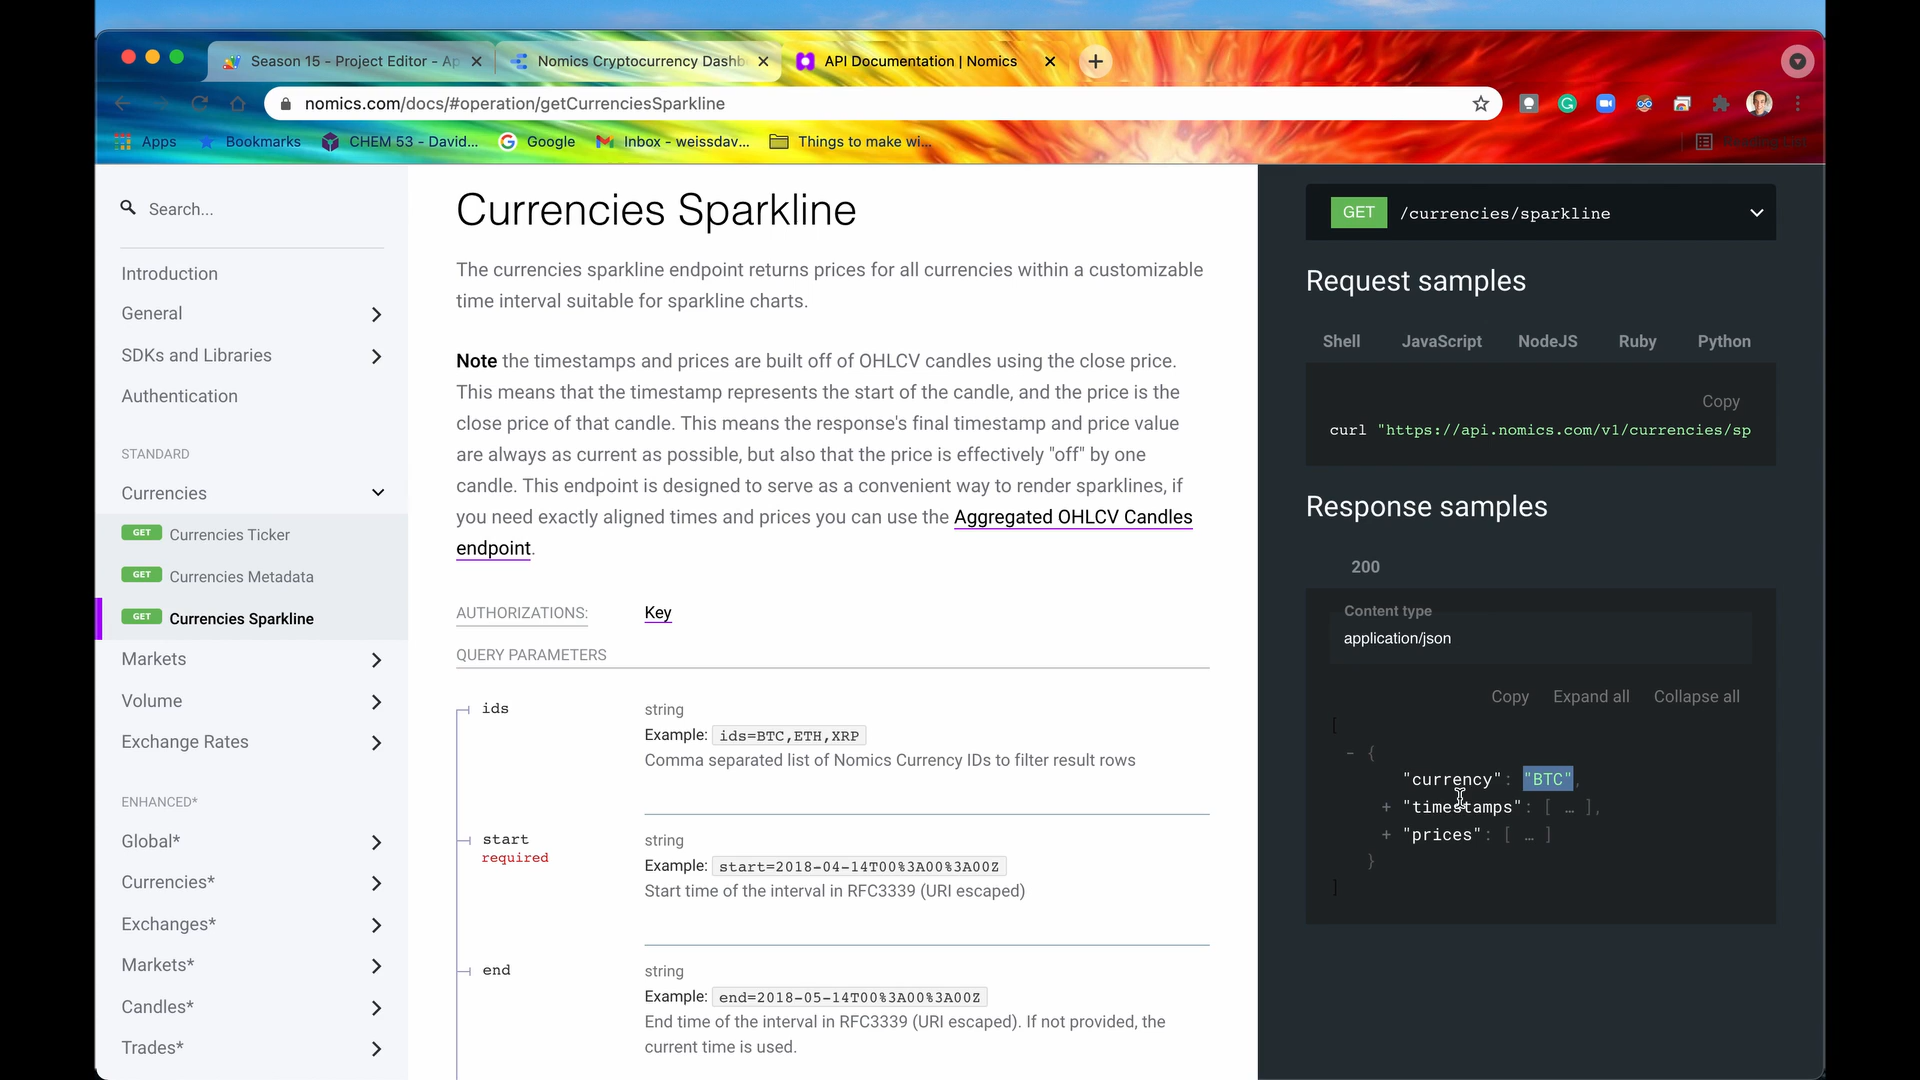 Season 15 - Project Editor - Ap
Nomics Cryptocurrency Dashb
API Documentation | Nomics
nomics.com/docs/#operation/getCurrenciesSparkline
Apps
Bookmarks
CHEM 53 - David...
Google
Inbox - weissdav...
Things to make wi...
Reading List
Search...
Introduction
General
SDKs and Libraries
Authentication
STANDARD
Currencies
GET Currencies Ticker
GET Currencies Metadata
GET Currencies Sparkline
Markets
Volume
Exchange Rates
ENHANCED*
Global*
Currencies*
Exchanges*
Markets*
Candles*
Trades*
Currencies Sparkline
The currencies sparkline endpoint returns prices for all currencies within a customizable
time interval suitable for sparkline charts.
Note the timestamps and prices are built off of OHLCV candles using the close price.
This means that the timestamp represents the start of the candle, and the price is the
close price of that candle. This means the response's final timestamp and price value
are always as current as possible, but also that the price is effectively "off" by one
candle. This endpoint is designed to serve as a convenient way to render sparklines, if
you need exactly aligned times and prices you can use the Aggregated OHLCV Candles
endpoint.
AUTHORIZATIONS: Key
QUERY PARAMETERS
ids
string
Example: ids=BTC,ETH,XRP
Comma separated list of Nomics Currency IDs to filter result rows
start
required
string
Example: start=2018-04-14T00%3A00%3A00Z
Start time of the interval in RFC3339 (URI escaped)
end
string
Example: end=2018-05-14T00%3A00%3A00Z
End time of the interval in RFC3339 (URI escaped). If not provided, the
current time is used.
GET /currencies/sparkline
Request samples
Shell JavaScript NodeJS Ruby Python
Copy
curl "https://api.nomics.com/v1/currencies/sp
Response samples
200
Content type
application/json
Copy Expand all Collapse all
[
- {
"currency": "BTC",
+ "timestamps": [ … ],
+ "prices": [ … ]
}
]